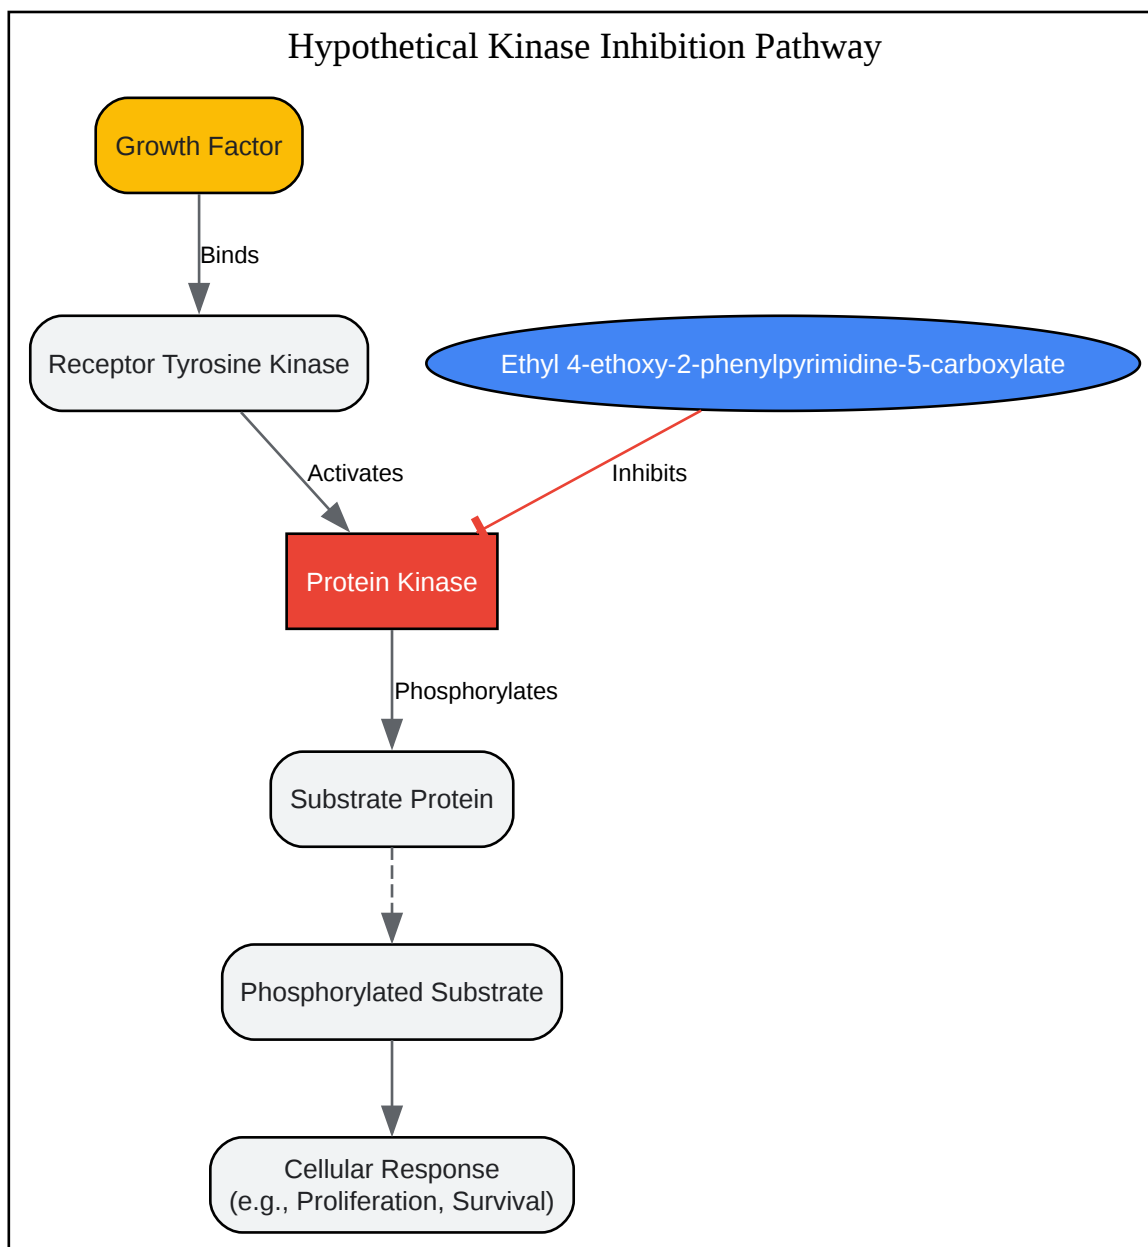 Hypothetical Kinase Inhibition Pathway
Growth Factor
Binds
Receptor Tyrosine Kinase
Ethyl 4-ethoxy-2-phenylpyrimidine-5-carboxylate
Activates
Inhibits
Protein Kinase
Phosphorylates
Substrate Protein
Phosphorylated Substrate
Cellular Response
(e.g., Proliferation, Survival)